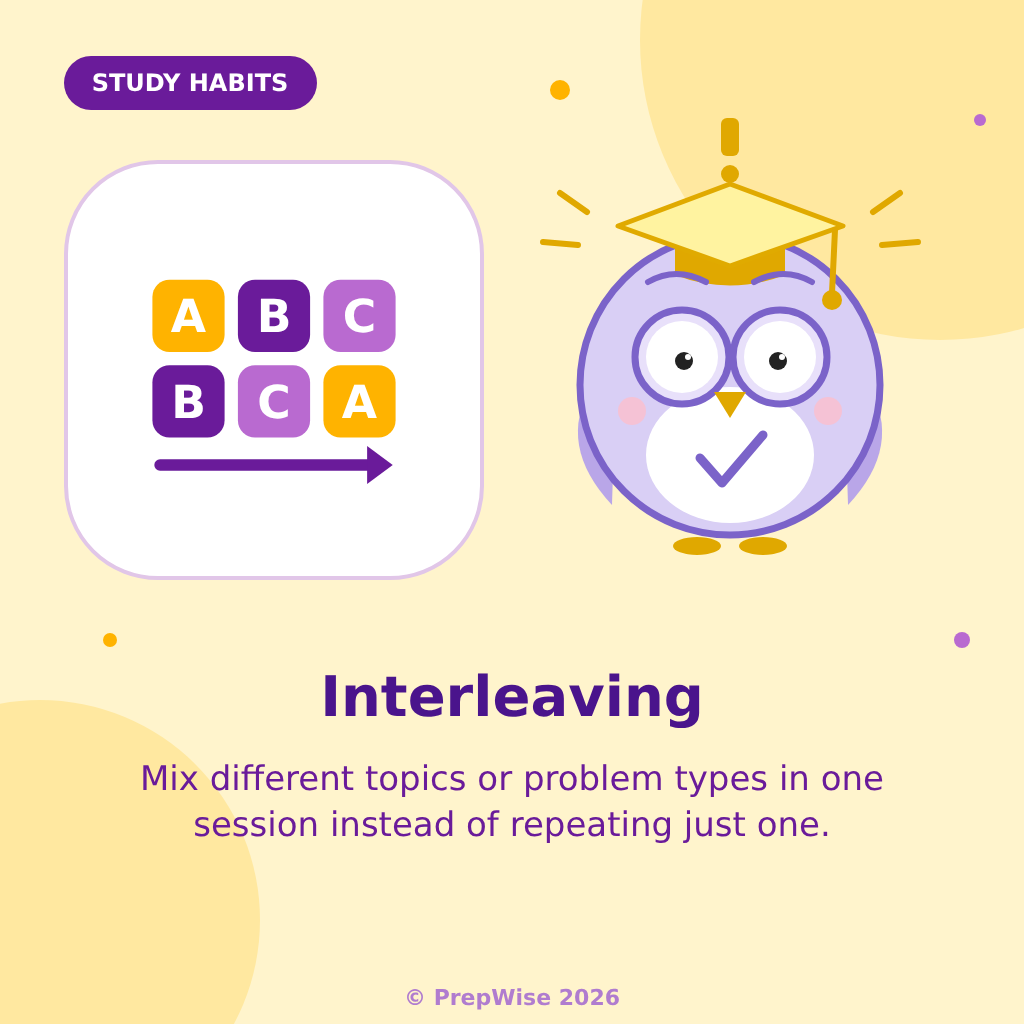 STUDY HABITS
A B C
B C A
Interleaving
Mix different topics or problem types in one
session instead of repeating just one.
© PrepWise 2026